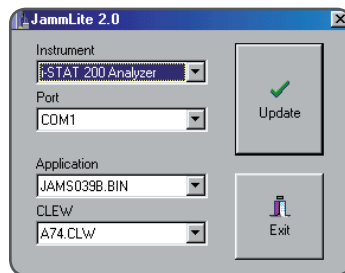 JammLite 2.0
Instrument
i-STAT 200 Analyzer
Port
COM1
Update
Application
JAMS039B.BIN
CLEW
A74.CLW
Exit